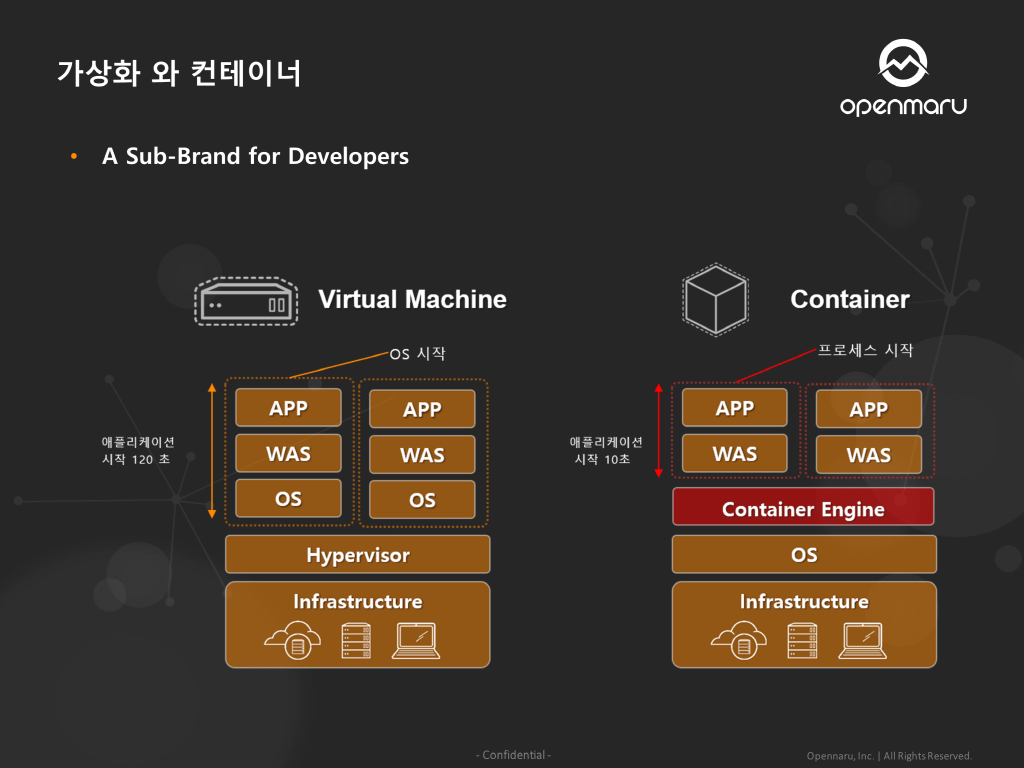 가상화 와 컨테이너
openmaru
• A Sub-Brand for Developers
Virtual Machine
OS 시작
애플리케이션
시작 120 초
APP
WAS
OS
APP
WAS
OS
Hypervisor
Infrastructure
Container
프로세스 시작
애플리케이션
시작 10초
APP
WAS
APP
WAS
Container Engine
OS
Infrastructure
- Confidential -
Opennaru, Inc. | All Rights Reserved.